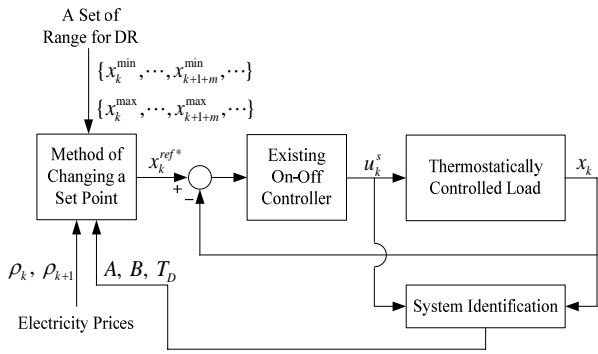 A Set of
Range for DR
{x_k^min, ⋯, x_{k+1+m}^min, ⋯}
{x_k^max, ⋯, x_{k+1+m}^max, ⋯}
Method of
Changing a
Set Point
x_k^{ref*}
+
−
Existing
On-Off
Controller
u_k^s
Thermostatically
Controlled Load
x_k
ρ_k, ρ_{k+1}
A, B, T_D
System Identification
Electricity Prices